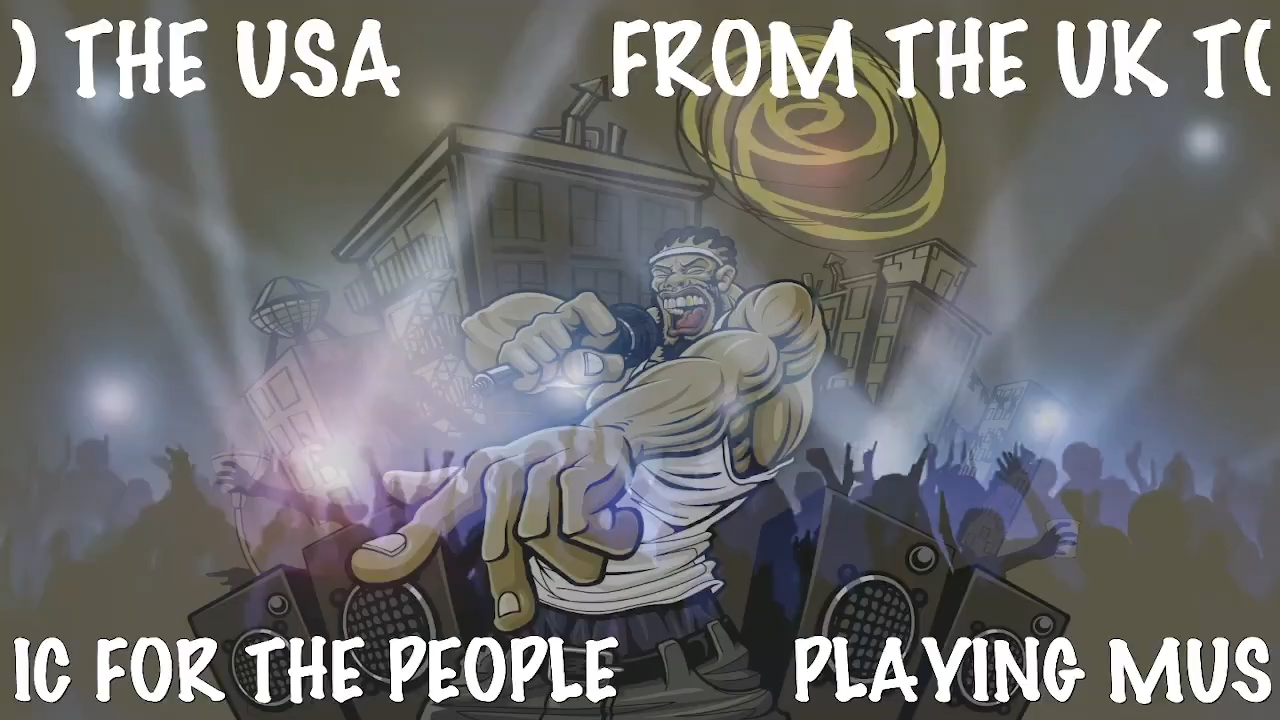 ) THE USA FROM THE UK T(
IC FOR THE PEOPLE PLAYING MUS